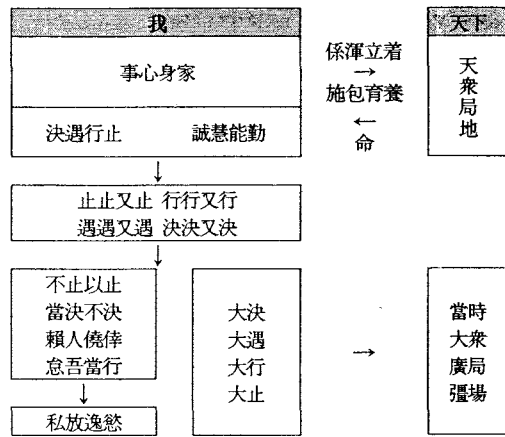 我
天下
事心身家
係渾立着
→
施包育養
←
命
天衆局地
決遇行止 誠慧能勤
↓
止止又止 行行又行
遇遇又遇 決決又決
↓
不止以止
當決不決
賴人僥倖
怠吾當行
大決
大遇
大行
大止
→
當時
大衆
廣局
彊場
↓
私放逸慾